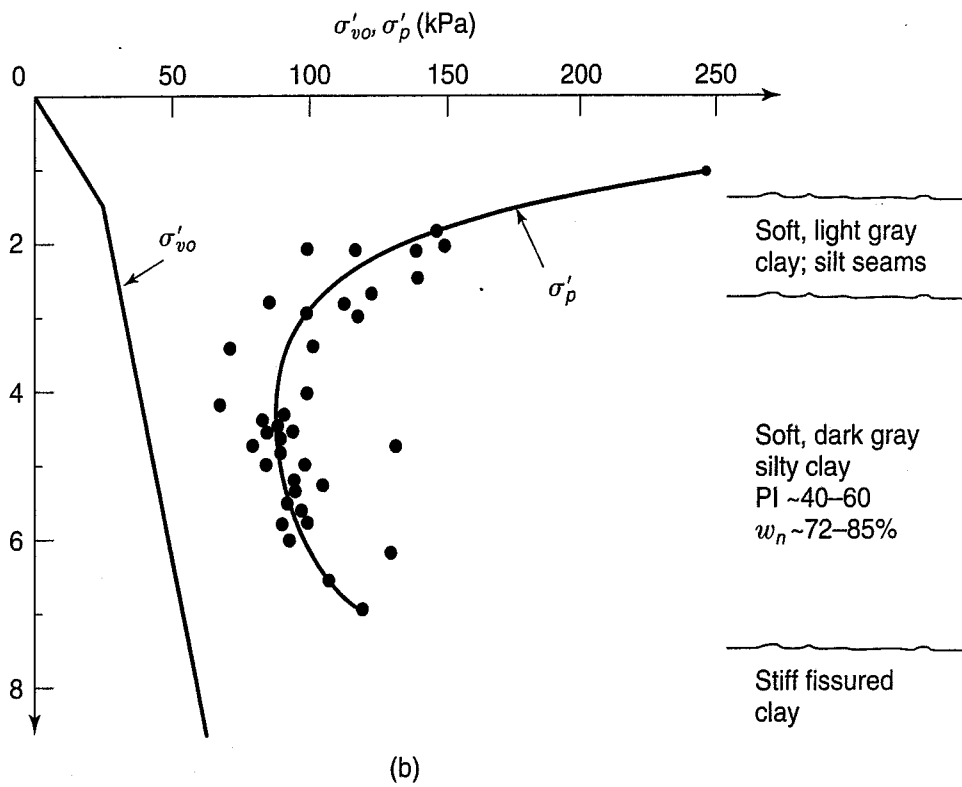 σ′vo, σ′p (kPa)
0 50 100 150 200 250
2
4
6
8
σ′vo
σ′p
Soft, light gray
clay; silt seams
Soft, dark gray
silty clay
PI ~40–60
wn ~72–85%
Stiff fissured
clay
(b)